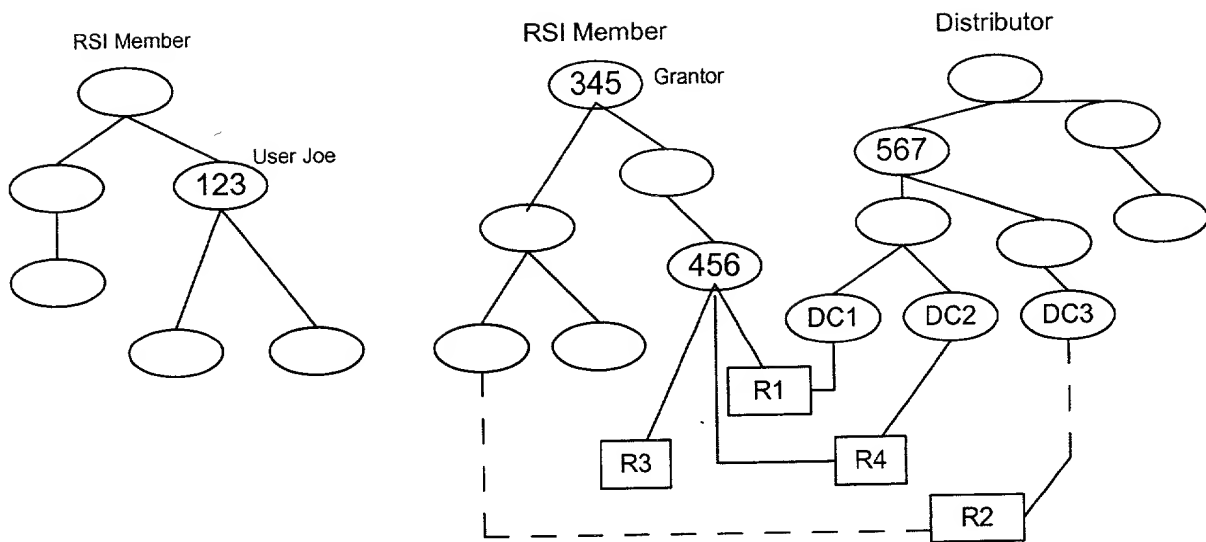 RSI Member
RSI Member
Distributor
345
Grantor
User Joe
123
567
456
DC1
DC2
DC3
R1
R3
R4
R2